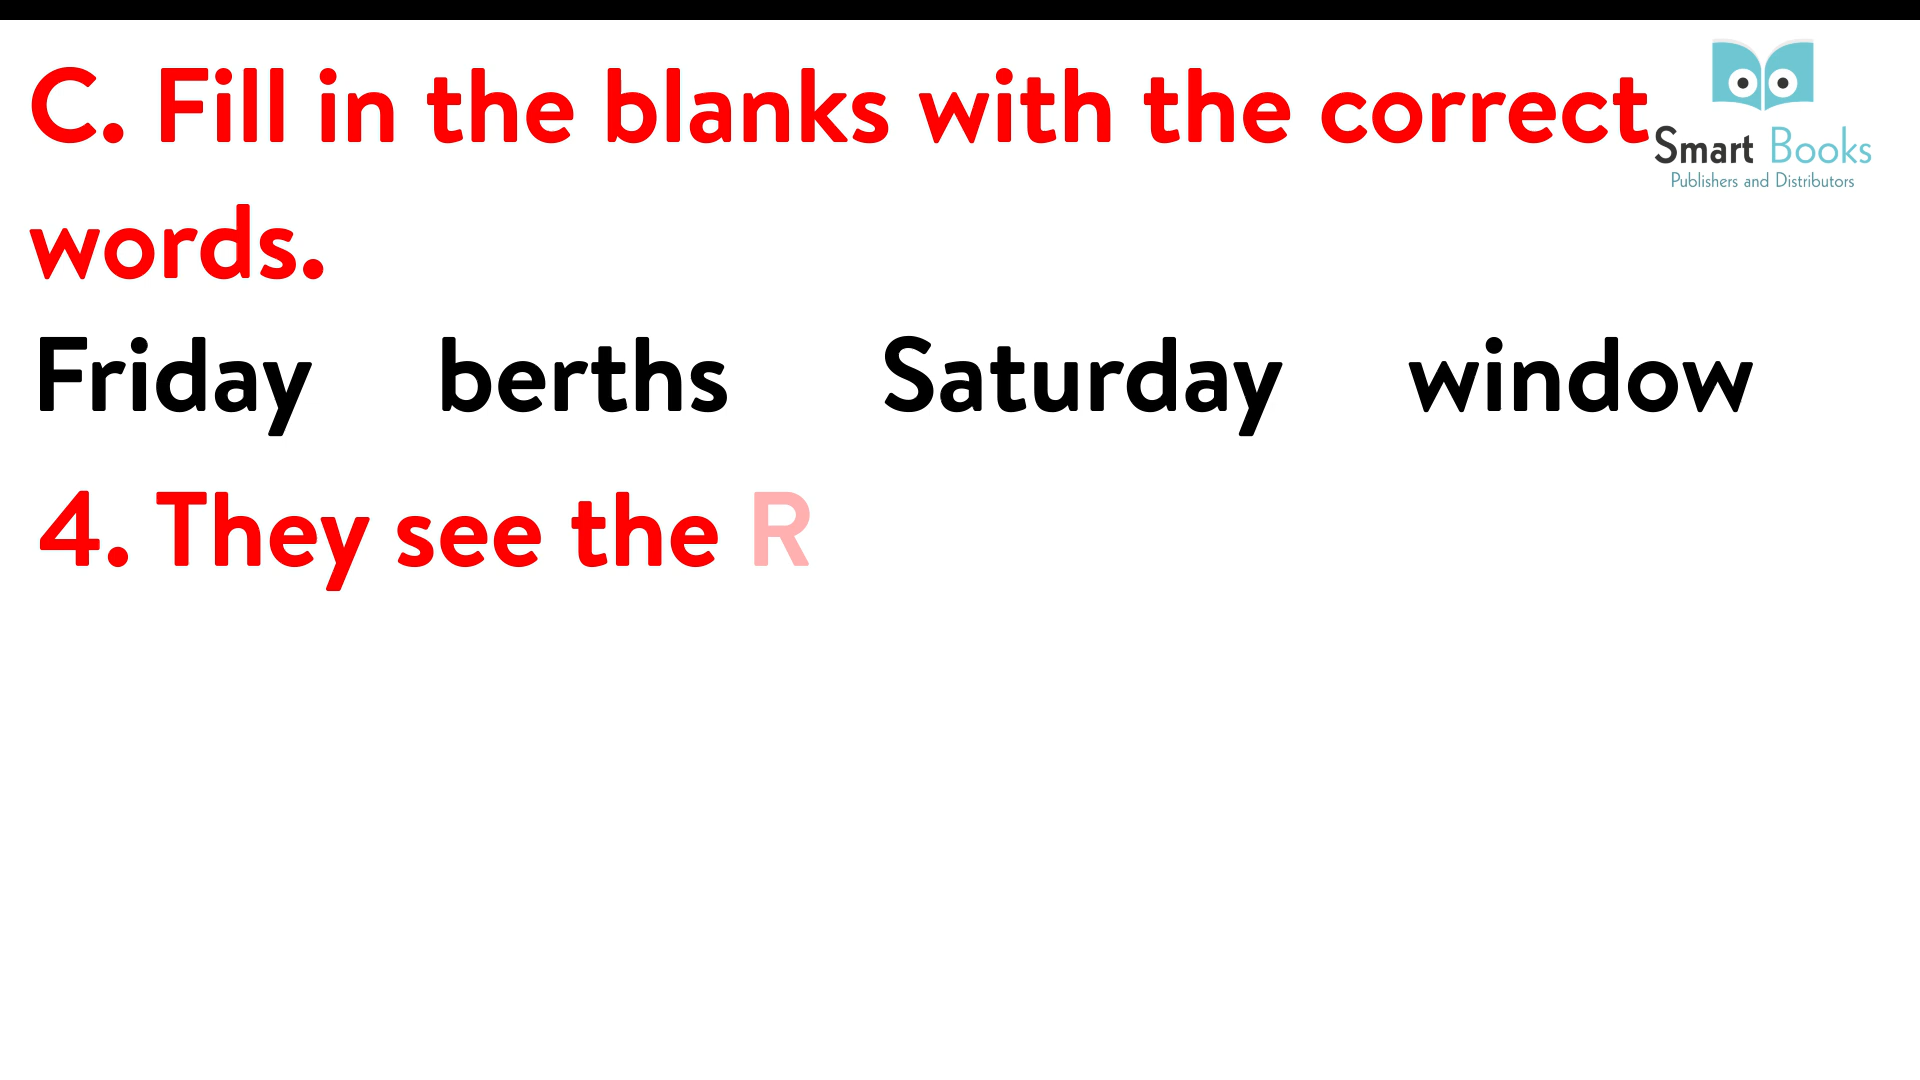 C. Fill in the blanks with the correct
words.
Smart Books
Publishers and Distributors
Friday berths Saturday window
4. They see the R